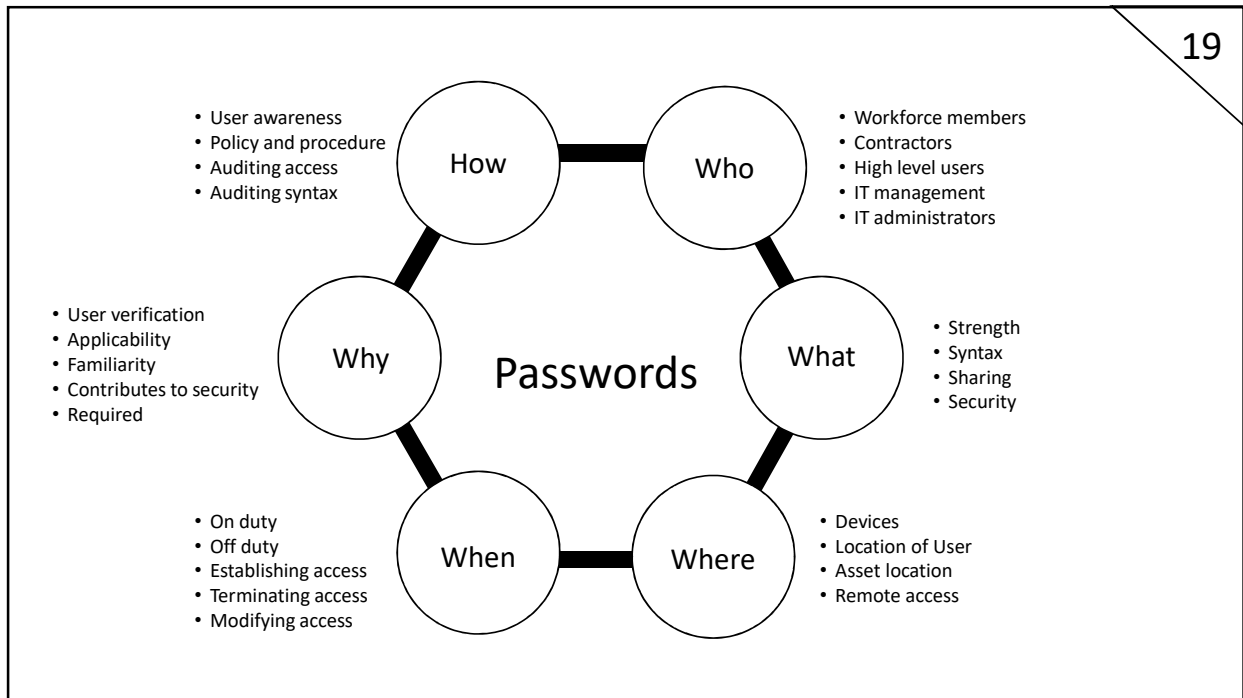 19
How
• User awareness
• Policy and procedure
• Auditing access
• Auditing syntax
Who
• Workforce members
• Contractors
• High level users
• IT management
• IT administrators
Why
• User verification
• Applicability
• Familiarity
• Contributes to security
• Required
Passwords
What
• Strength
• Syntax
• Sharing
• Security
When
• On duty
• Off duty
• Establishing access
• Terminating access
• Modifying access
Where
• Devices
• Location of User
• Asset location
• Remote access